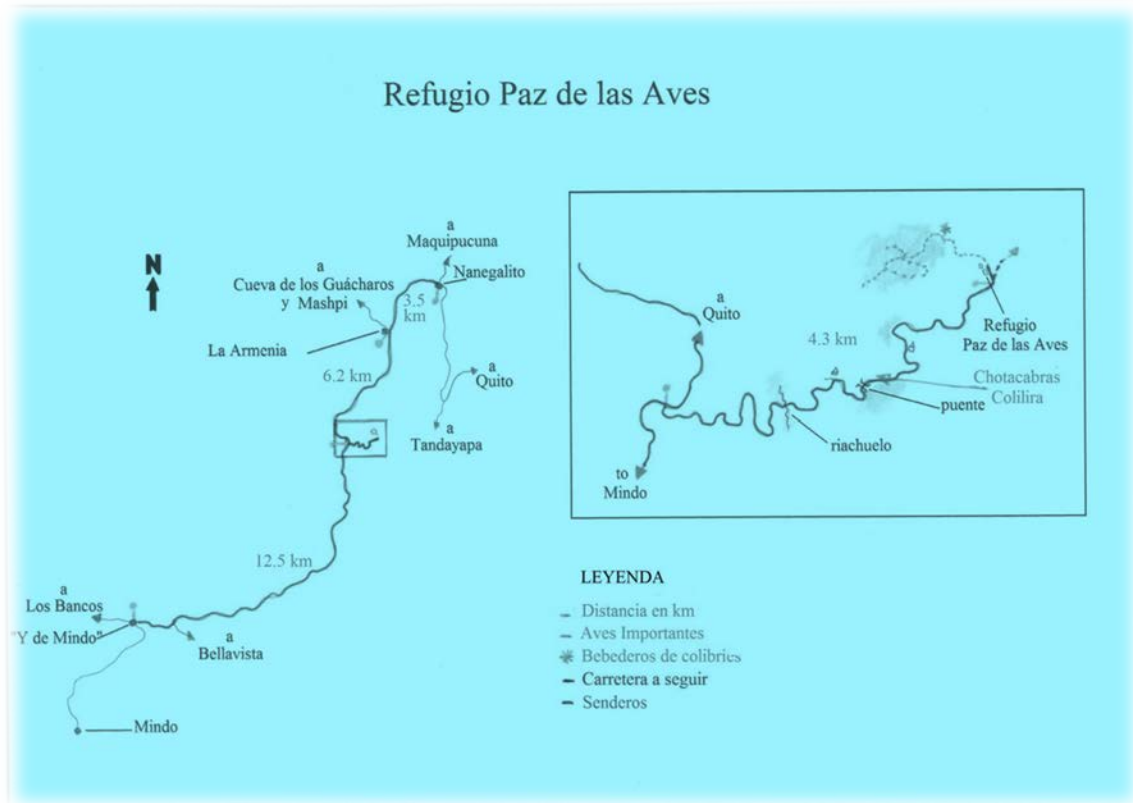 Refugio Paz de las Aves
N
a
Maquipucuna
Nanegalito
a
Cueva de los Guácharos
y Mashpi
3.5
km
La Armenia
6.2 km
a
Quito
a
Tandayapa
12.5 km
a
Los Bancos
"Y de Mindo"
a
Bellavista
Mindo
a
Quito
4.3 km
Refugio
Paz de las Aves
Chotacabras
Colilira
puente
riachuelo
to
Mindo
LEYENDA
Distancia en km
Aves Importantes
Bebederos de colibries
Carretera a seguir
Senderos